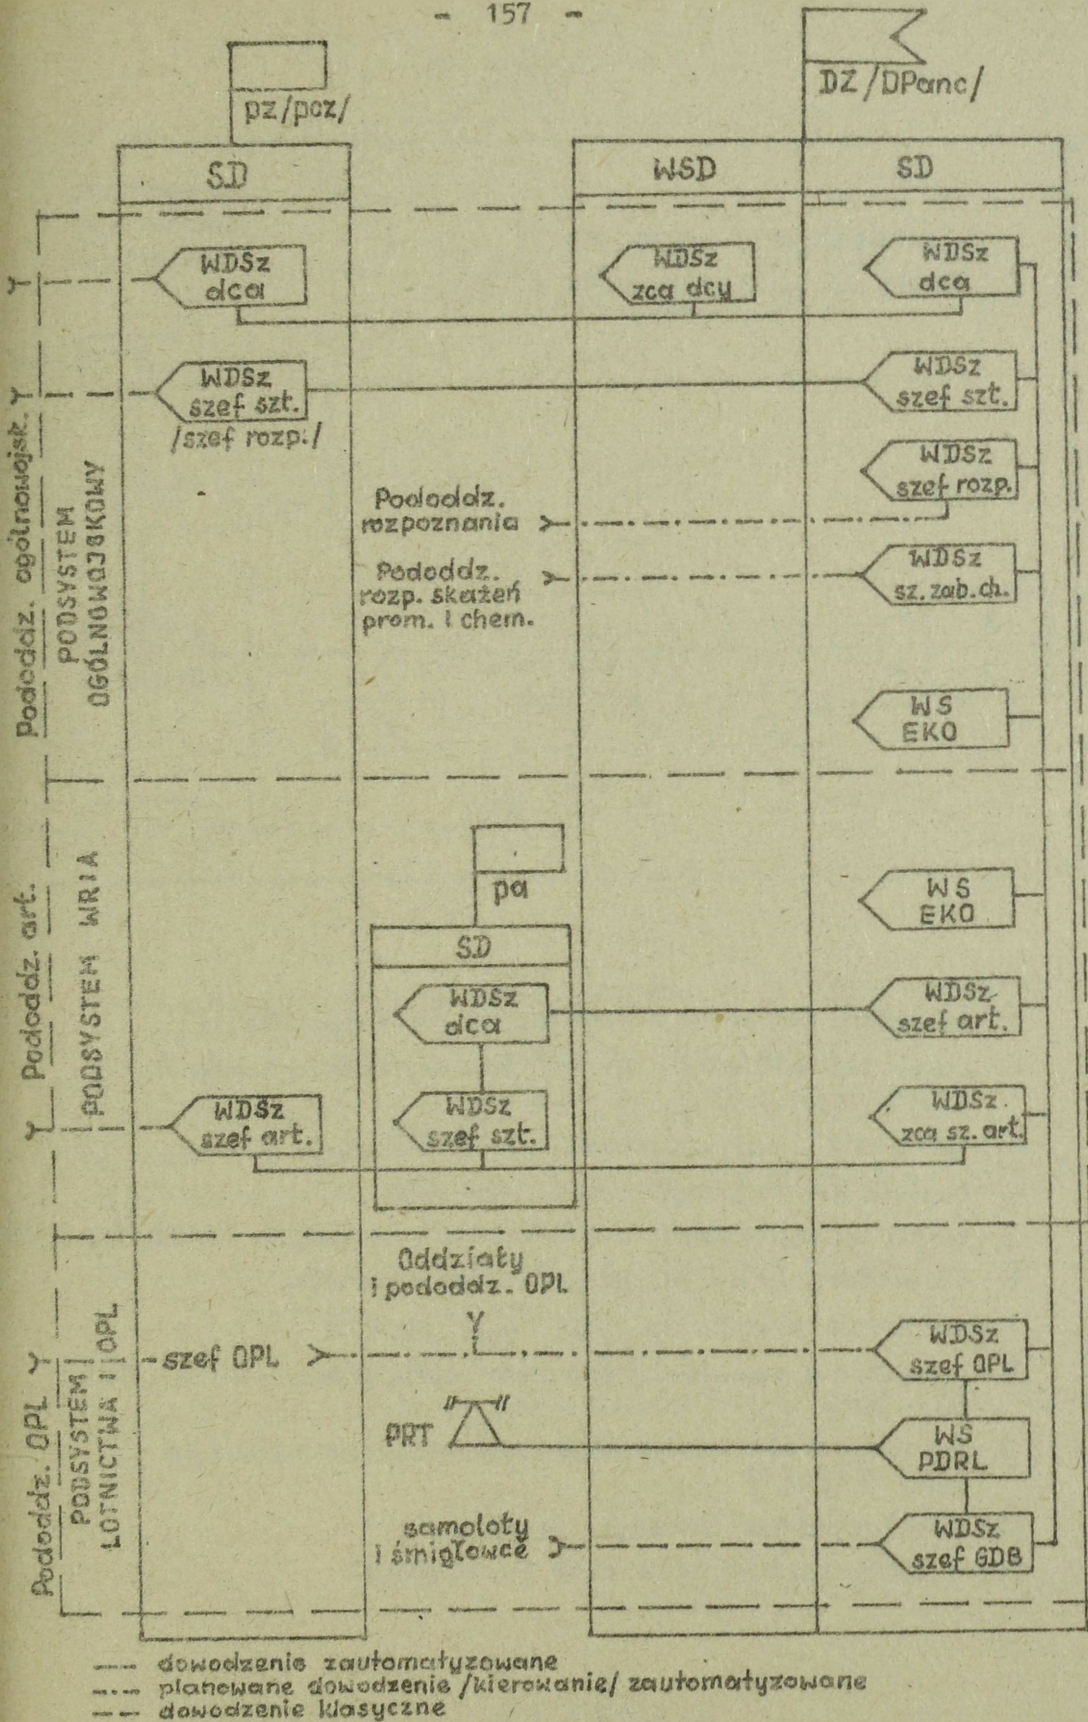 - 157 -
pz/pcz/
DZ /DPanc/
SD
WSD
SD
WDSz
dca
WDSz
zca dcy
WDSz
dca
WDSz
szef szt.
/szef rozp./
WDSz
szef szt.
WDSz
szef rozp.
Pododdz.
rozpoznania
WDSz
sz. zab. ch.
Pododdz.
rozp. skażeń
prom. i chem.
WS
EKO
Pododdz. ogólnowojsk.
PODSYSTEM
OGÓLNOWOJSKOWY
pa
SD
WS
EKO
WDSz
dca
WDSz
szef art.
WDSz
szef art.
WDSz
szef szt.
WDSz
zca sz. art.
Pododdz. art.
PODSYSTEM WRIA
Oddziały
i pododdz. OPL
szef OPL
WDSz
szef OPL
PRT
WS
PDRL
samoloty
i śmigłowce
WDSz
szef GDB
Pododdz. OPL
PODSYSTEM
LOTNICTWA I OPL
--- dowodzenie zautomatyzowane
-..- planowane dowodzenie /kierowanie/ zautomatyzowane
-- dowodzenie klasyczne